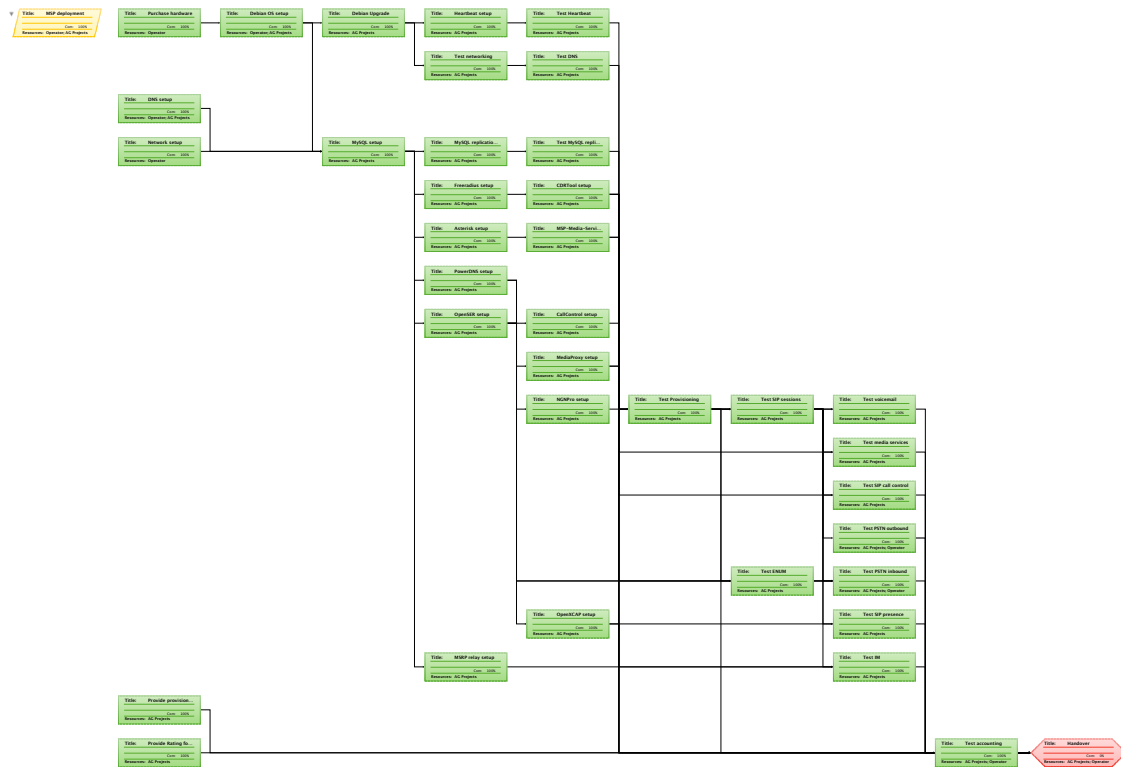 Title: MSP deployment
Com: 100%
Resources: Operator; AG Projects
Title: Purchase hardware
Com: 100%
Resources: Operator
Title: Debian OS setup
Com: 100%
Resources: Operator; AG Projects
Title: Debian Upgrade
Com: 100%
Resources: AG Projects
Title: Heartbeat setup
Com: 100%
Resources: AG Projects
Title: Test Heartbeat
Com: 100%
Resources: AG Projects
Title: Test networking
Com: 100%
Resources: AG Projects
Title: Test DNS
Com: 100%
Resources: AG Projects
Title: DNS setup
Com: 100%
Resources: Operator; AG Projects
Title: Network setup
Com: 100%
Resources: Operator
Title: MySQL setup
Com: 100%
Resources: AG Projects
Title: MySQL replicatio...
Com: 100%
Resources: AG Projects
Title: Test MySQL repli...
Com: 100%
Resources: AG Projects
Title: Freeradius setup
Com: 100%
Resources: AG Projects
Title: CDRTool setup
Com: 100%
Resources: AG Projects
Title: Asterisk setup
Com: 100%
Resources: AG Projects
Title: MSP-Media-Servi...
Com: 100%
Resources: AG Projects
Title: PowerDNS setup
Com: 100%
Resources: AG Projects
Title: OpenSER setup
Com: 100%
Resources: AG Projects
Title: CallControl setup
Com: 100%
Resources: AG Projects
Title: MediaProxy setup
Com: 100%
Resources: AG Projects
Title: NGNPro setup
Com: 100%
Resources: AG Projects
Title: Test Provisioning
Com: 100%
Resources: AG Projects
Title: Test SIP sessions
Com: 100%
Resources: AG Projects
Title: Test voicemail
Com: 100%
Resources: AG Projects
Title: Test media services
Com: 100%
Resources: AG Projects
Title: Test SIP call control
Com: 100%
Resources: AG Projects
Title: Test PSTN outbound
Com: 100%
Resources: AG Projects; Operator
Title: Test ENUM
Com: 100%
Resources: AG Projects
Title: Test PSTN inbound
Com: 100%
Resources: AG Projects; Operator
Title: OpenXCAP setup
Com: 100%
Resources: AG Projects
Title: Test SIP presence
Com: 100%
Resources: AG Projects
Title: MSRP relay setup
Com: 100%
Resources: AG Projects
Title: Test IM
Com: 100%
Resources: AG Projects
Title: Provide provision...
Com: 100%
Resources: AG Projects
Title: Provide Rating fo...
Com: 100%
Resources: AG Projects
Title: Test accounting
Com: 100%
Resources: AG Projects; Operator
Title: Handover
Com:
Resources: AG Projects; Operator